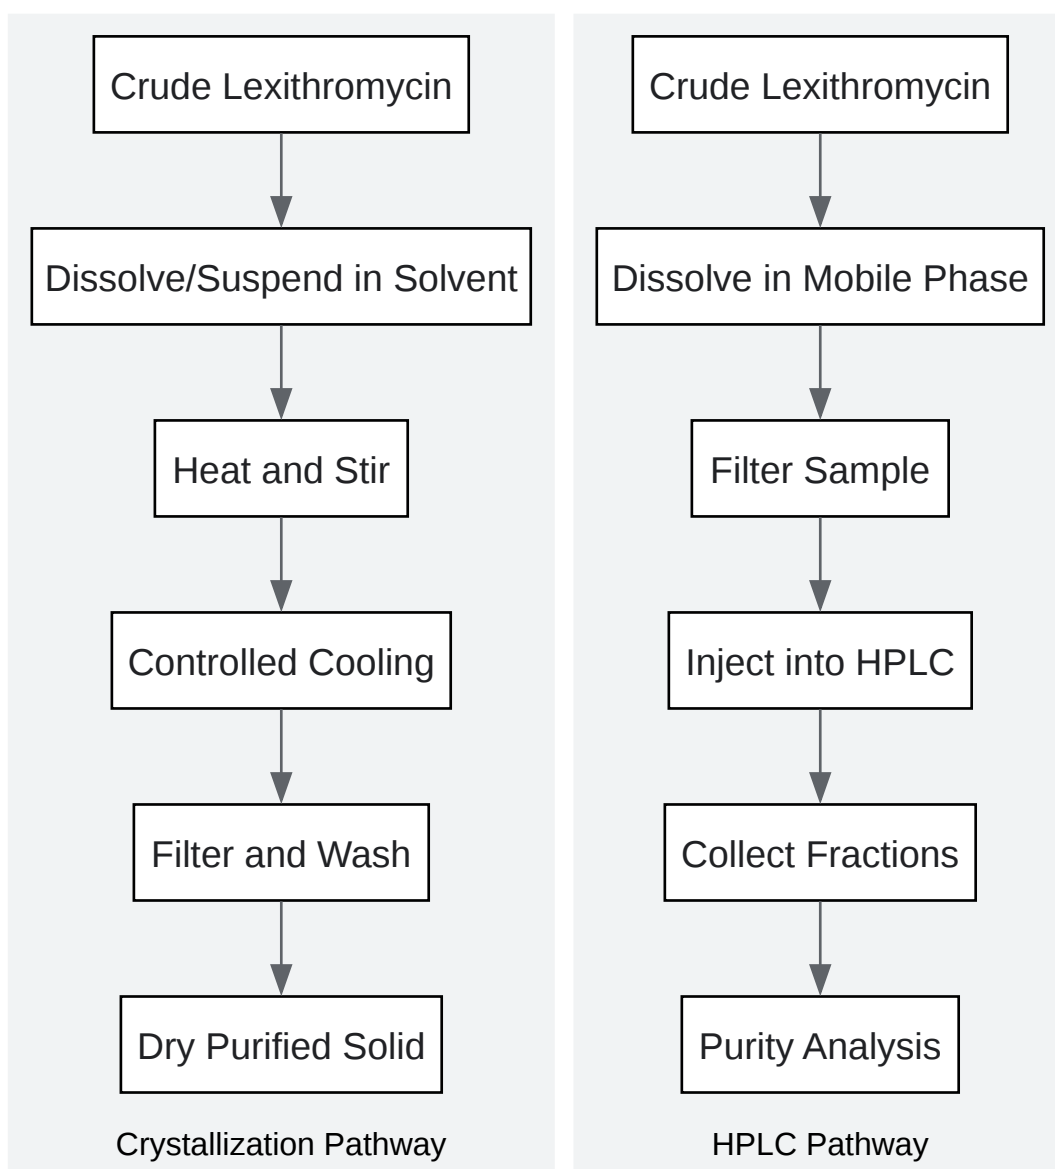 Crude Lexithromycin
Dissolve/Suspend in Solvent
Heat and Stir
Controlled Cooling
Filter and Wash
Dry Purified Solid
Crystallization Pathway
Crude Lexithromycin
Dissolve in Mobile Phase
Filter Sample
Inject into HPLC
Collect Fractions
Purity Analysis
HPLC Pathway